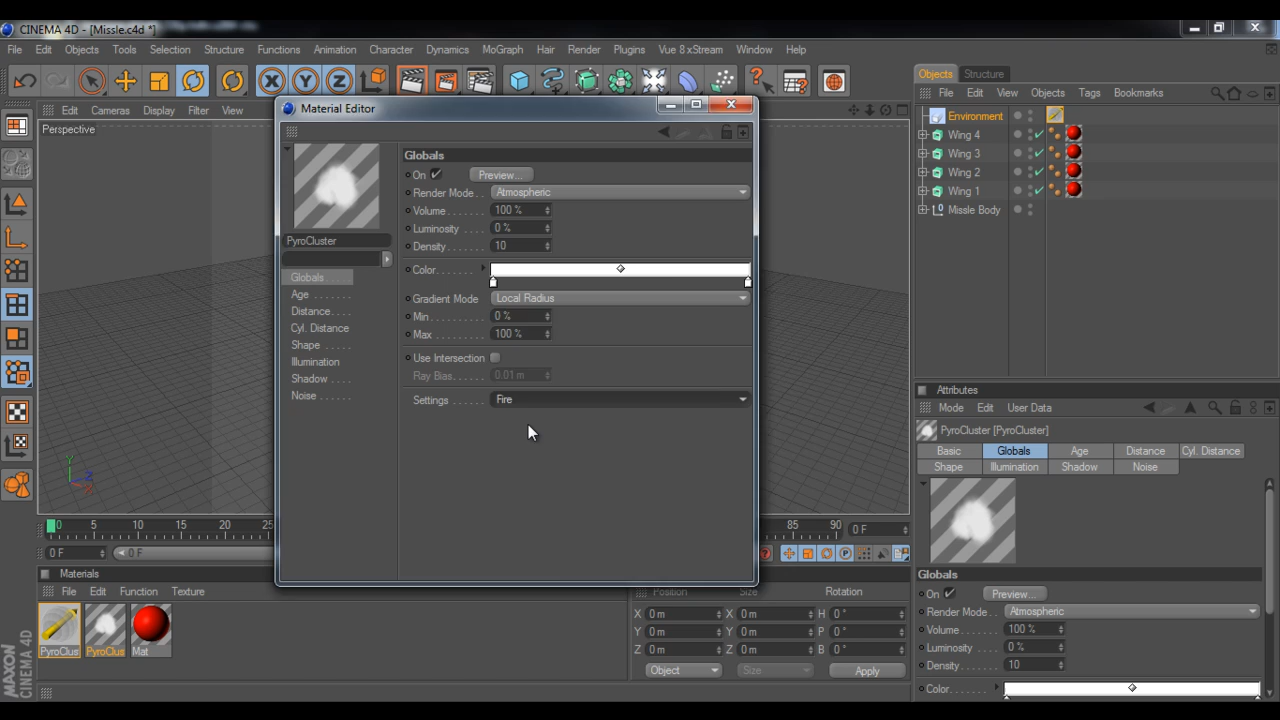 CINEMA 4D - [Missle.c4d *]
File Edit Objects Tools Selection Structure Functions Animation Character Dynamics MoGraph Hair Render Plugins Vue 8 xStream Window Help
Objects Structure
File Edit View Objects Tags Bookmarks
Environment
Wing 4
Wing 3
Wing 2
Wing 1
Missle Body
Edit Cameras Display Filter View
Perspective
Material Editor
PyroCluster
Globals
Age
Distance
Cyl. Distance
Shape
Illumination
Shadow
Noise
Globals
On Preview...
Render Mode Atmospheric
Volume 100 %
Luminosity 0 %
Density 10
Color
Gradient Mode Local Radius
Min 0 %
Max 100 %
Use Intersection
Ray Bias 0.01 m
Settings Fire
0 5 10 15 20 25 85 90 0 F
0 F 0 F
Materials
File Edit Function Texture
PyroClus PyroClus Mat
Position Size Rotation
X 0 m X 0 m H 0 °
Y 0 m Y 0 m P 0 °
Z 0 m Z 0 m B 0 °
Object Size Apply
Attributes
Mode Edit User Data
PyroCluster [PyroCluster]
Basic Globals Age Distance Cyl. Distance
Shape Illumination Shadow Noise
Globals
On Preview...
Render Mode Atmospheric
Volume 100 %
Luminosity 0 %
Density 10
Color
MAXON
CINEMA 4D